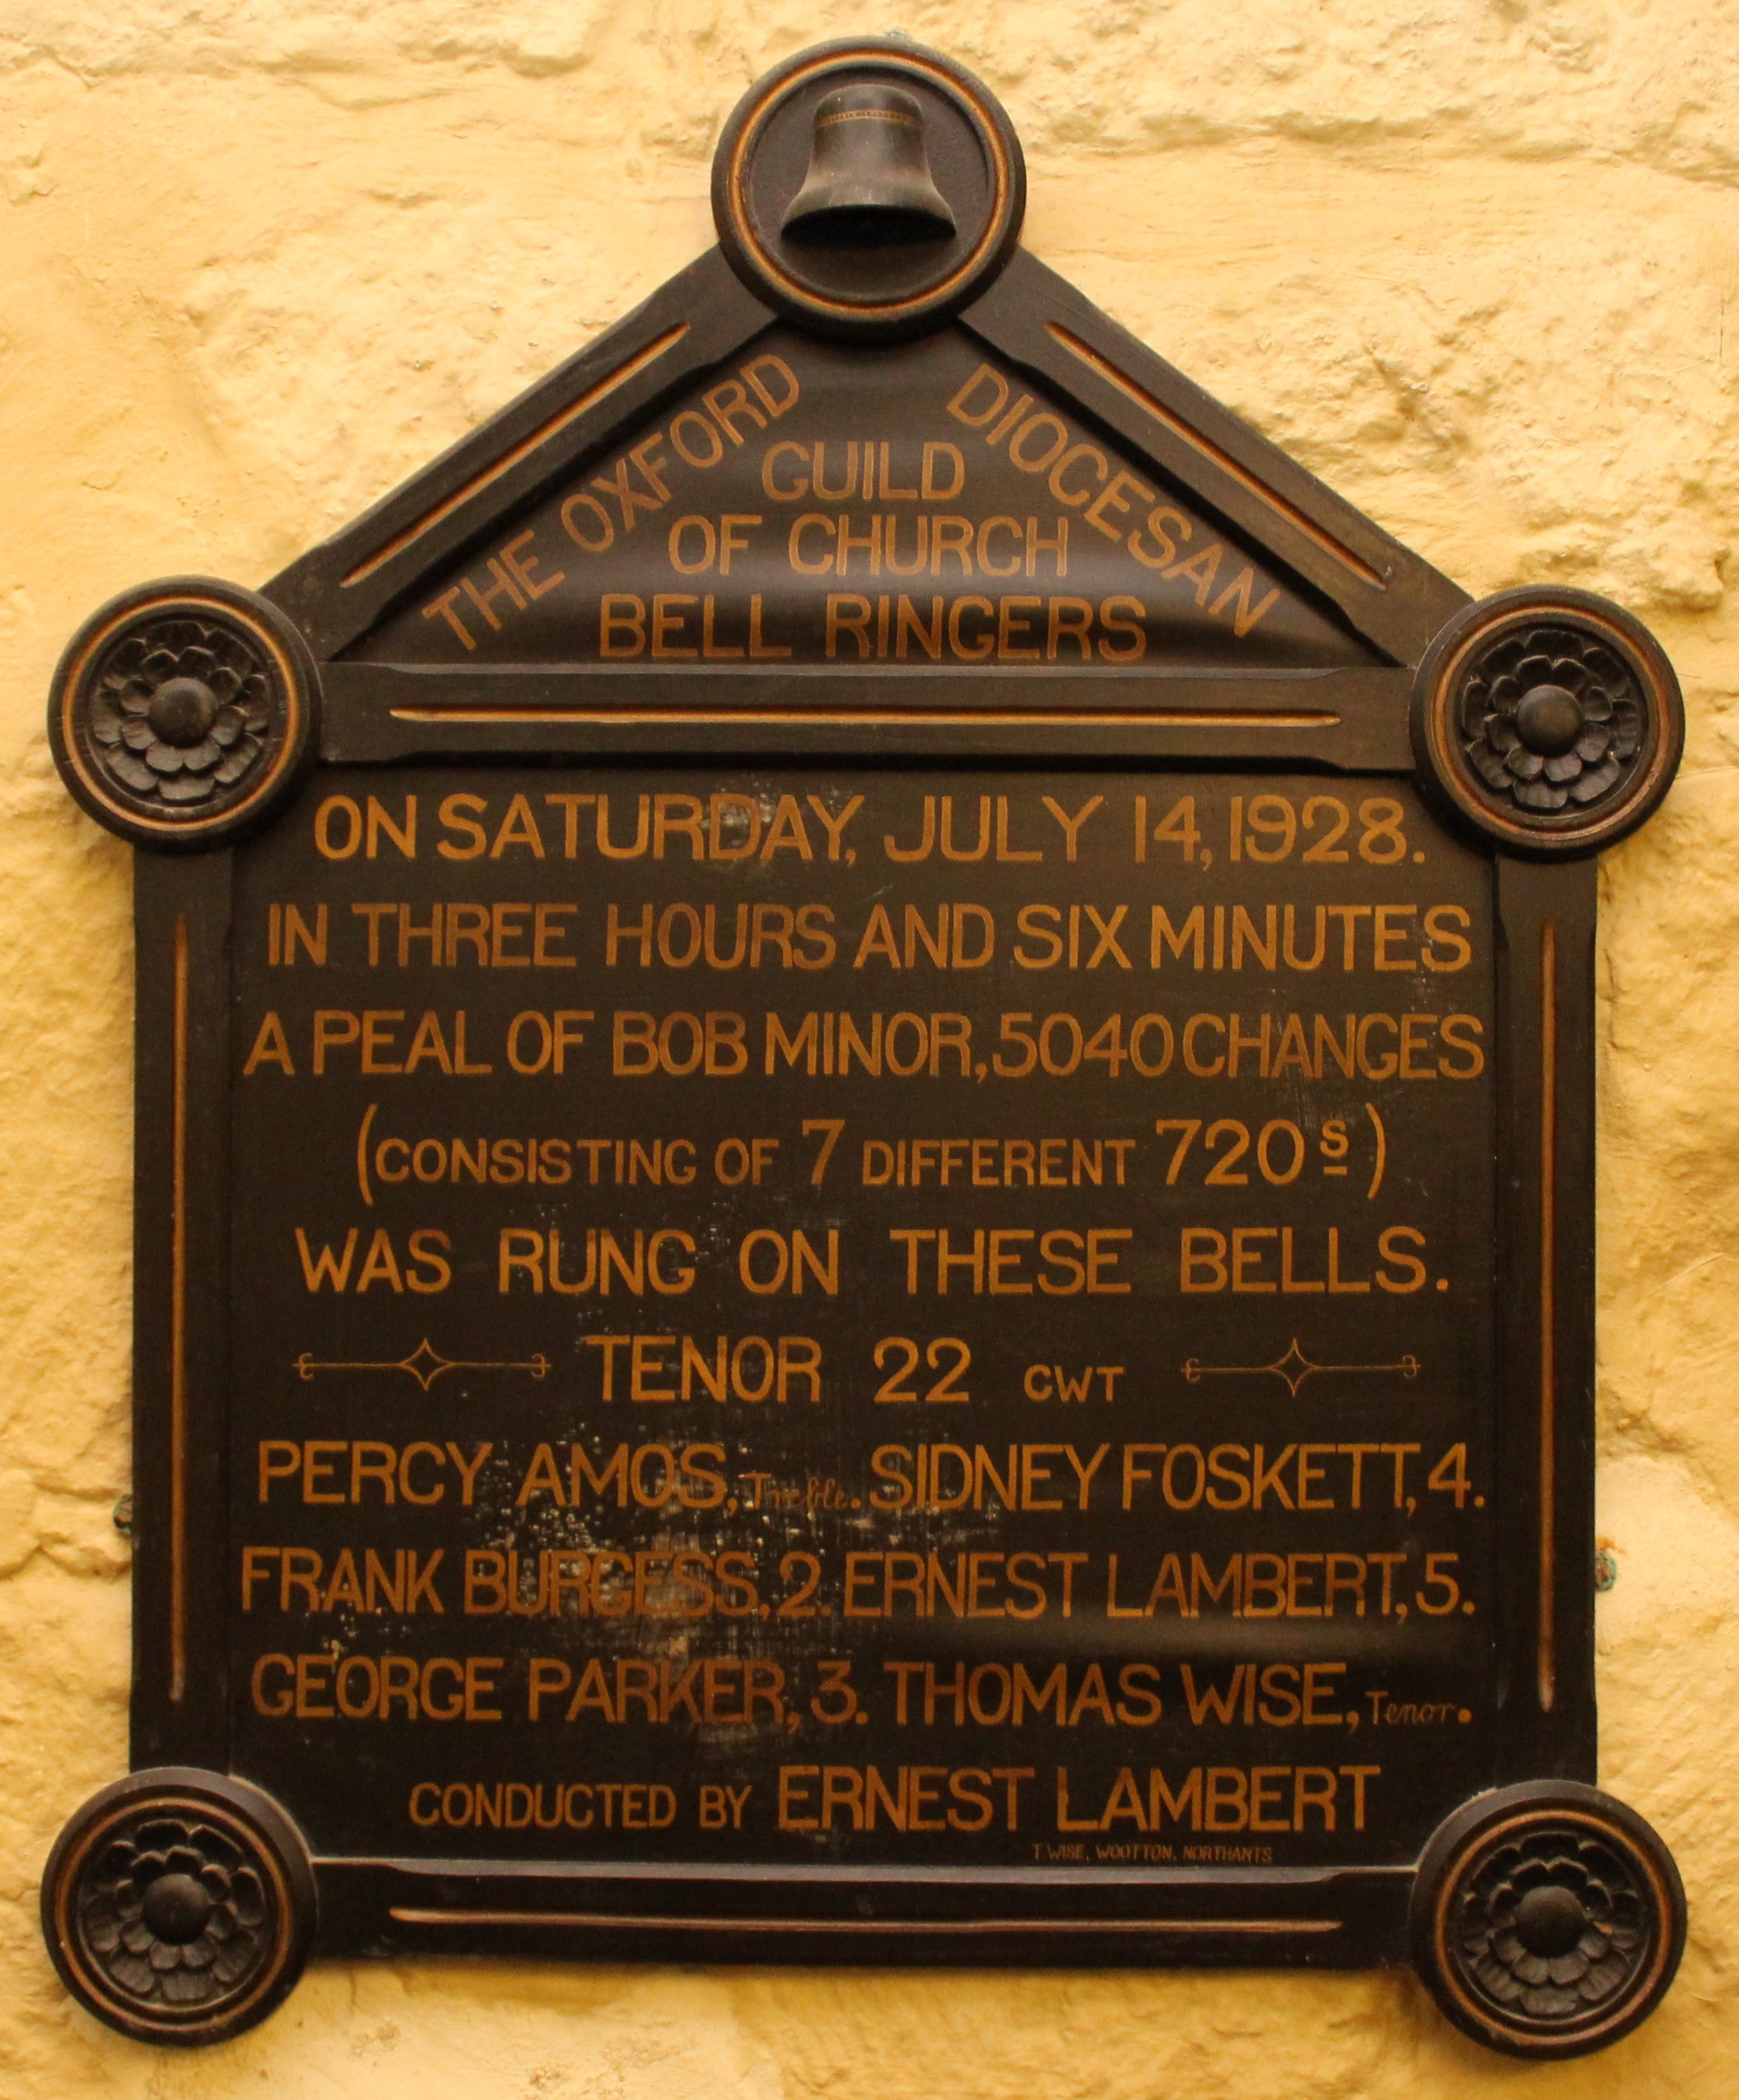 THE OXFORD DIOCESAN
GUILD
OF CHURCH
BELL RINGERS
ON SATURDAY, JULY 14, 1928.
IN THREE HOURS AND SIX MINUTES
A PEAL OF BOB MINOR, 5040 CHANGES
(CONSISTING OF 7 DIFFERENT 720s)
WAS RUNG ON THESE BELLS.
TENOR 22 CWT
PERCY AMOS, Treble. SIDNEY FOSKETT, 4.
FRANK BURGESS, 2. ERNEST LAMBERT, 5.
GEORGE PARKER, 3. THOMAS WISE, Tenor.
CONDUCTED BY ERNEST LAMBERT
T. WISE, WOOTTON, NORTHANTS